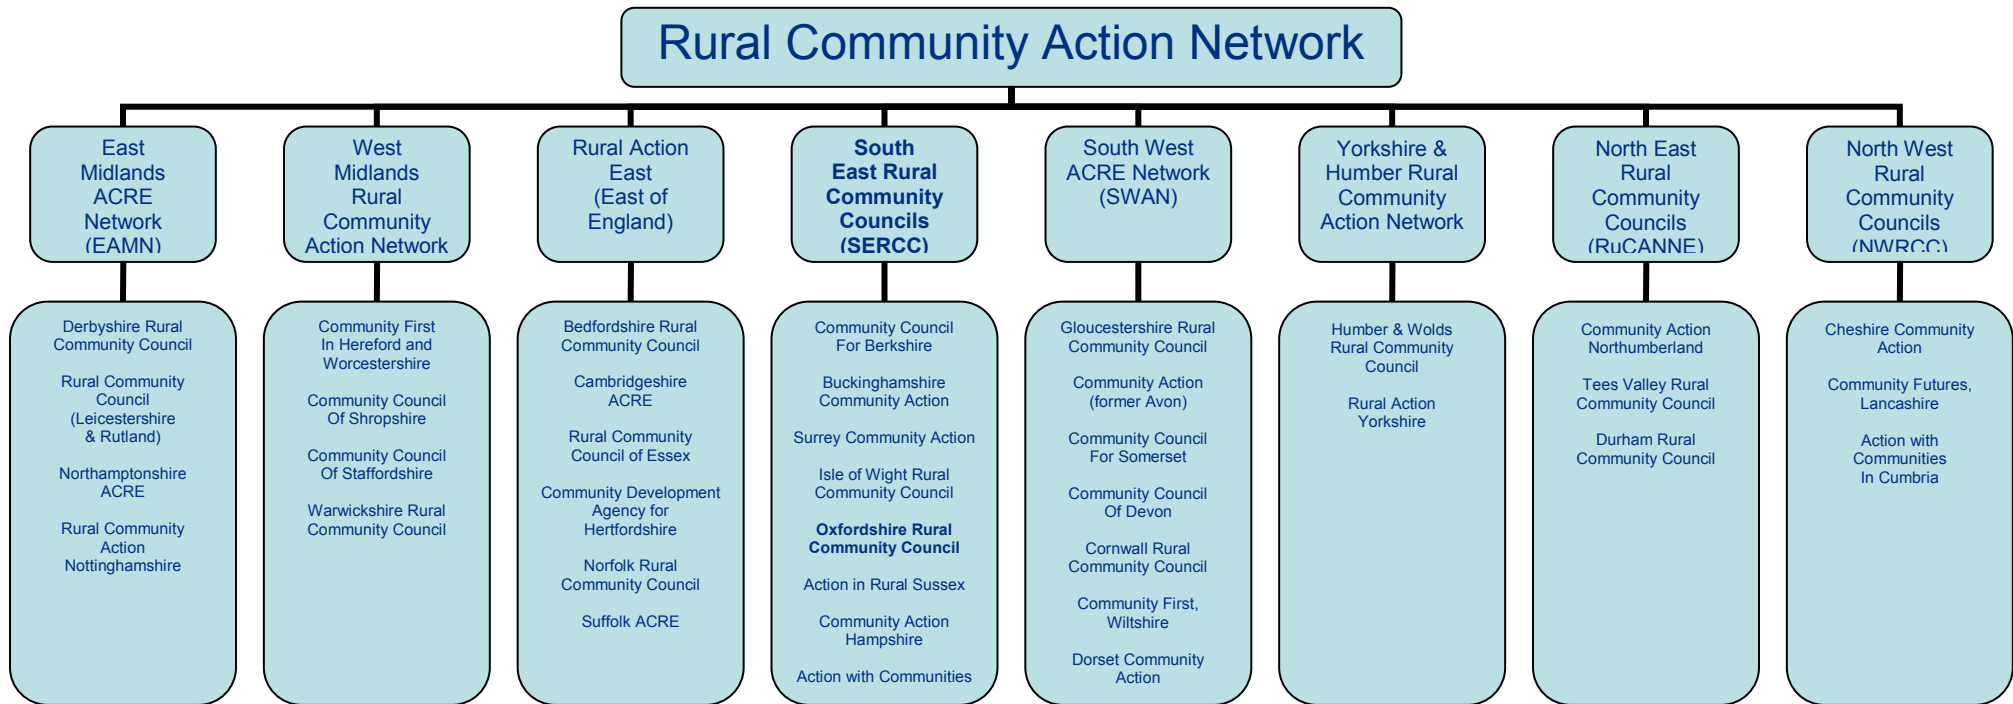 Rural Community Action Network
East
Midlands
ACRE
Network
(EAMN)
West
Midlands
Rural
Community
Action Network
Rural Action
East
(East of
England)
South
East Rural
Community
Councils
(SERCC)
South West
ACRE Network
(SWAN)
Yorkshire &
Humber Rural
Community
Action Network
North East
Rural
Community
Councils
(RuCANNE)
North West
Rural
Community
Councils
(NWRCC)
Derbyshire Rural
Community Council
Rural Community
Council
(Leicestershire
& Rutland)
Northamptonshire
ACRE
Rural Community
Action
Nottinghamshire
Community First
In Hereford and
Worcestershire
Community Council
Of Shropshire
Community Council
Of Staffordshire
Warwickshire Rural
Community Council
Bedfordshire Rural
Community Council
Cambridgeshire
ACRE
Rural Community
Council of Essex
Community Development
Agency for
Hertfordshire
Norfolk Rural
Community Council
Suffolk ACRE
Community Council
For Berkshire
Buckinghamshire
Community Action
Surrey Community Action
Isle of Wight Rural
Community Council
Oxfordshire Rural
Community Council
Action in Rural Sussex
Community Action
Hampshire
Action with Communities
Gloucestershire Rural
Community Council
Community Action
(former Avon)
Community Council
For Somerset
Community Council
Of Devon
Cornwall Rural
Community Council
Community First,
Wiltshire
Dorset Community
Action
Humber & Wolds
Rural Community
Council
Rural Action
Yorkshire
Community Action
Northumberland
Tees Valley Rural
Community Council
Durham Rural
Community Council
Cheshire Community
Action
Community Futures,
Lancashire
Action with
Communities
In Cumbria